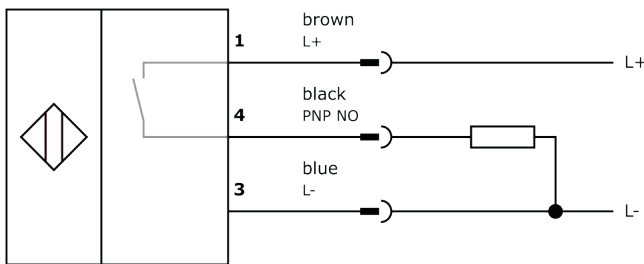 brown
1 L+ L+
black
4 PNP NO
blue
3 L- L-